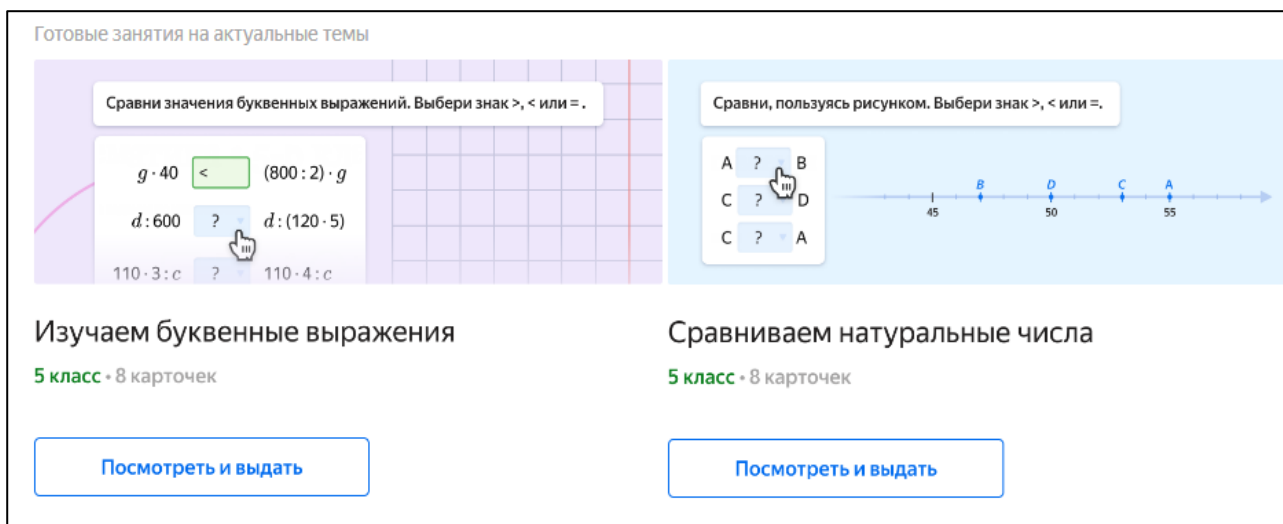 Готовые занятия на актуальные темы
Сравни значения буквенных выражений. Выбери знак >, < или = .
g · 40 < (800 : 2) · g
d : 600 ? d : (120 · 5)
110 · 3 : c ? 110 · 4 : c
Сравни, пользуясь рисунком. Выбери знак >, < или =.
A ? B
C ? D
C ? A
B D C A
45 50 55
Изучаем буквенные выражения
5 класс • 8 карточек
Посмотреть и выдать
Сравниваем натуральные числа
5 класс • 8 карточек
Посмотреть и выдать